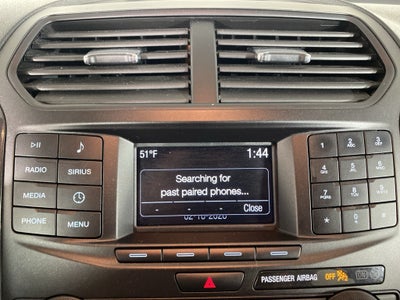 51°F 1:44
Searching for
past paired phones...
- - - Close
RADIO SIRIUS
MEDIA
PHONE MENU
1 2 ABC 3 DEF
4 GHI 5 JKL 6 MNO
7 PQRS 8 TUV 9 WXYZ
* 0 #
PASSENGER AIRBAG OFF